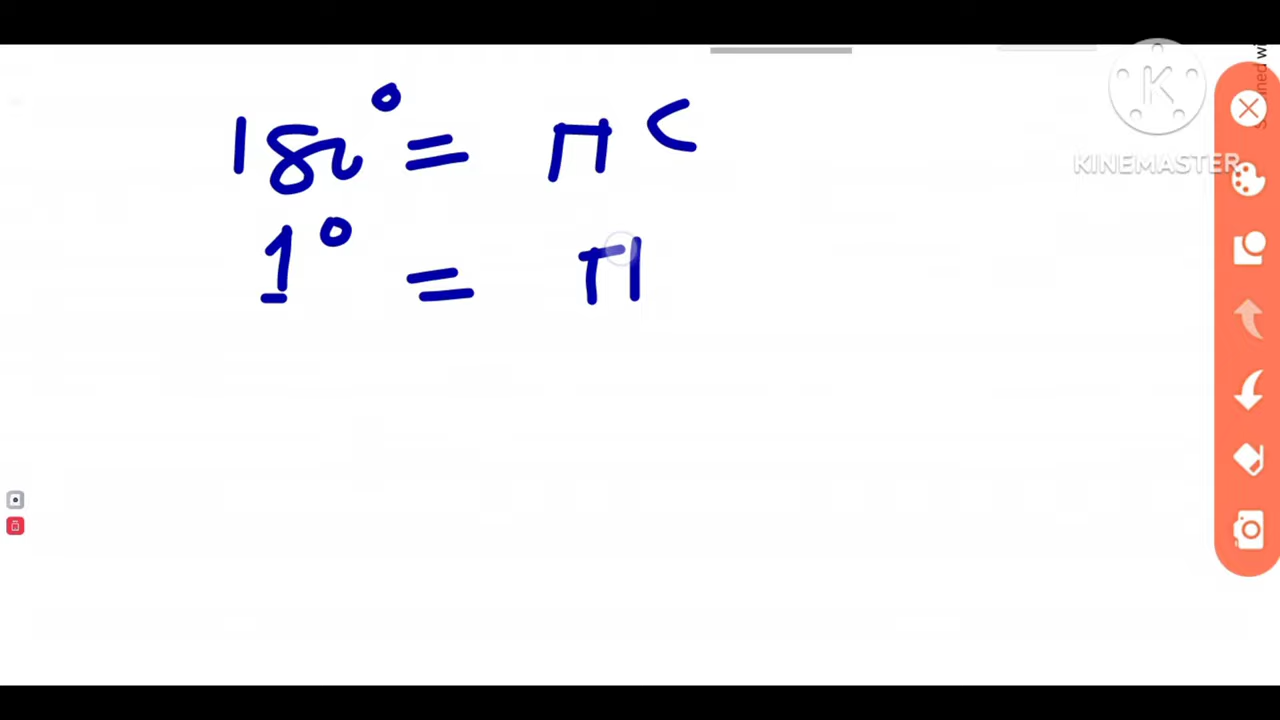 180° = π^c
1° = π
KINEMASTER